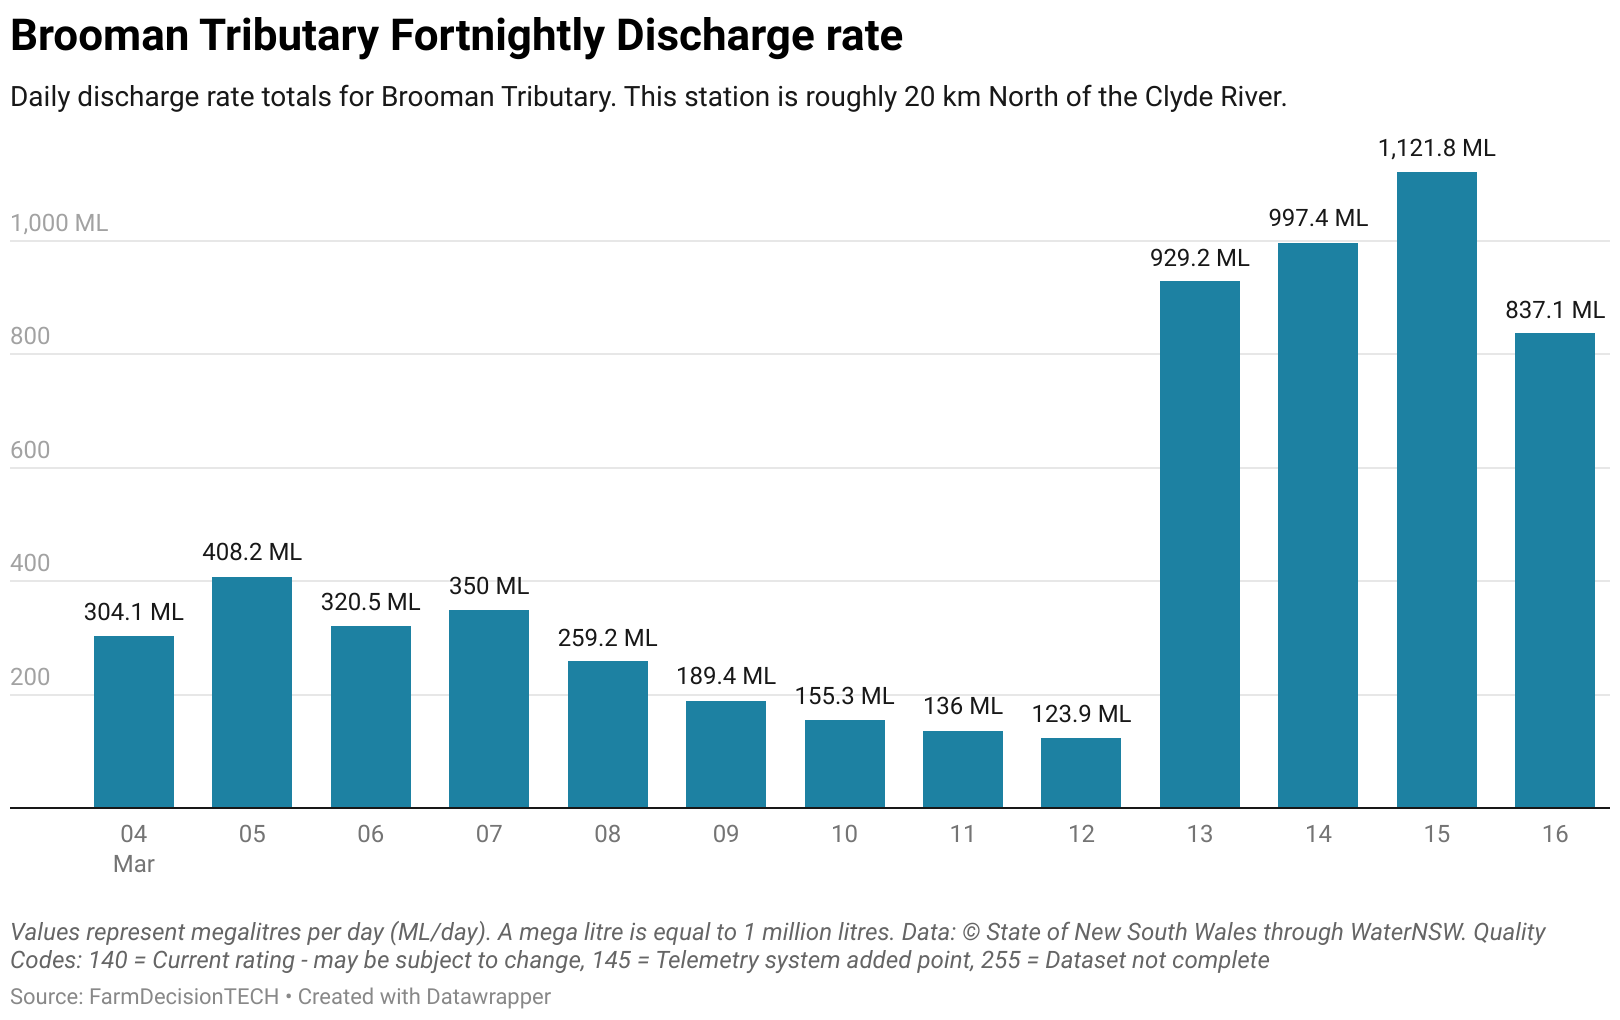 Brooman Tributary Fortnightly Discharge rate
Daily discharge rate totals for Brooman Tributary. This station is roughly 20 km North of the Clyde River.
1,121.8 ML
1,000 ML
997.4 ML
929.2 ML
837.1 ML
800
600
400
408.2 ML
350 ML
320.5 ML
304.1 ML
259.2 ML
200
189.4 ML
155.3 ML
136 ML
123.9 ML
04 05 06 07 08 09 10 11 12 13 14 15 16
Mar
Values represent megalitres per day (ML/day). A mega litre is equal to 1 million litres. Data: © State of New South Wales through WaterNSW. Quality
Codes: 140 = Current rating - may be subject to change, 145 = Telemetry system added point, 255 = Dataset not complete
Source: FarmDecisionTECH • Created with Datawrapper